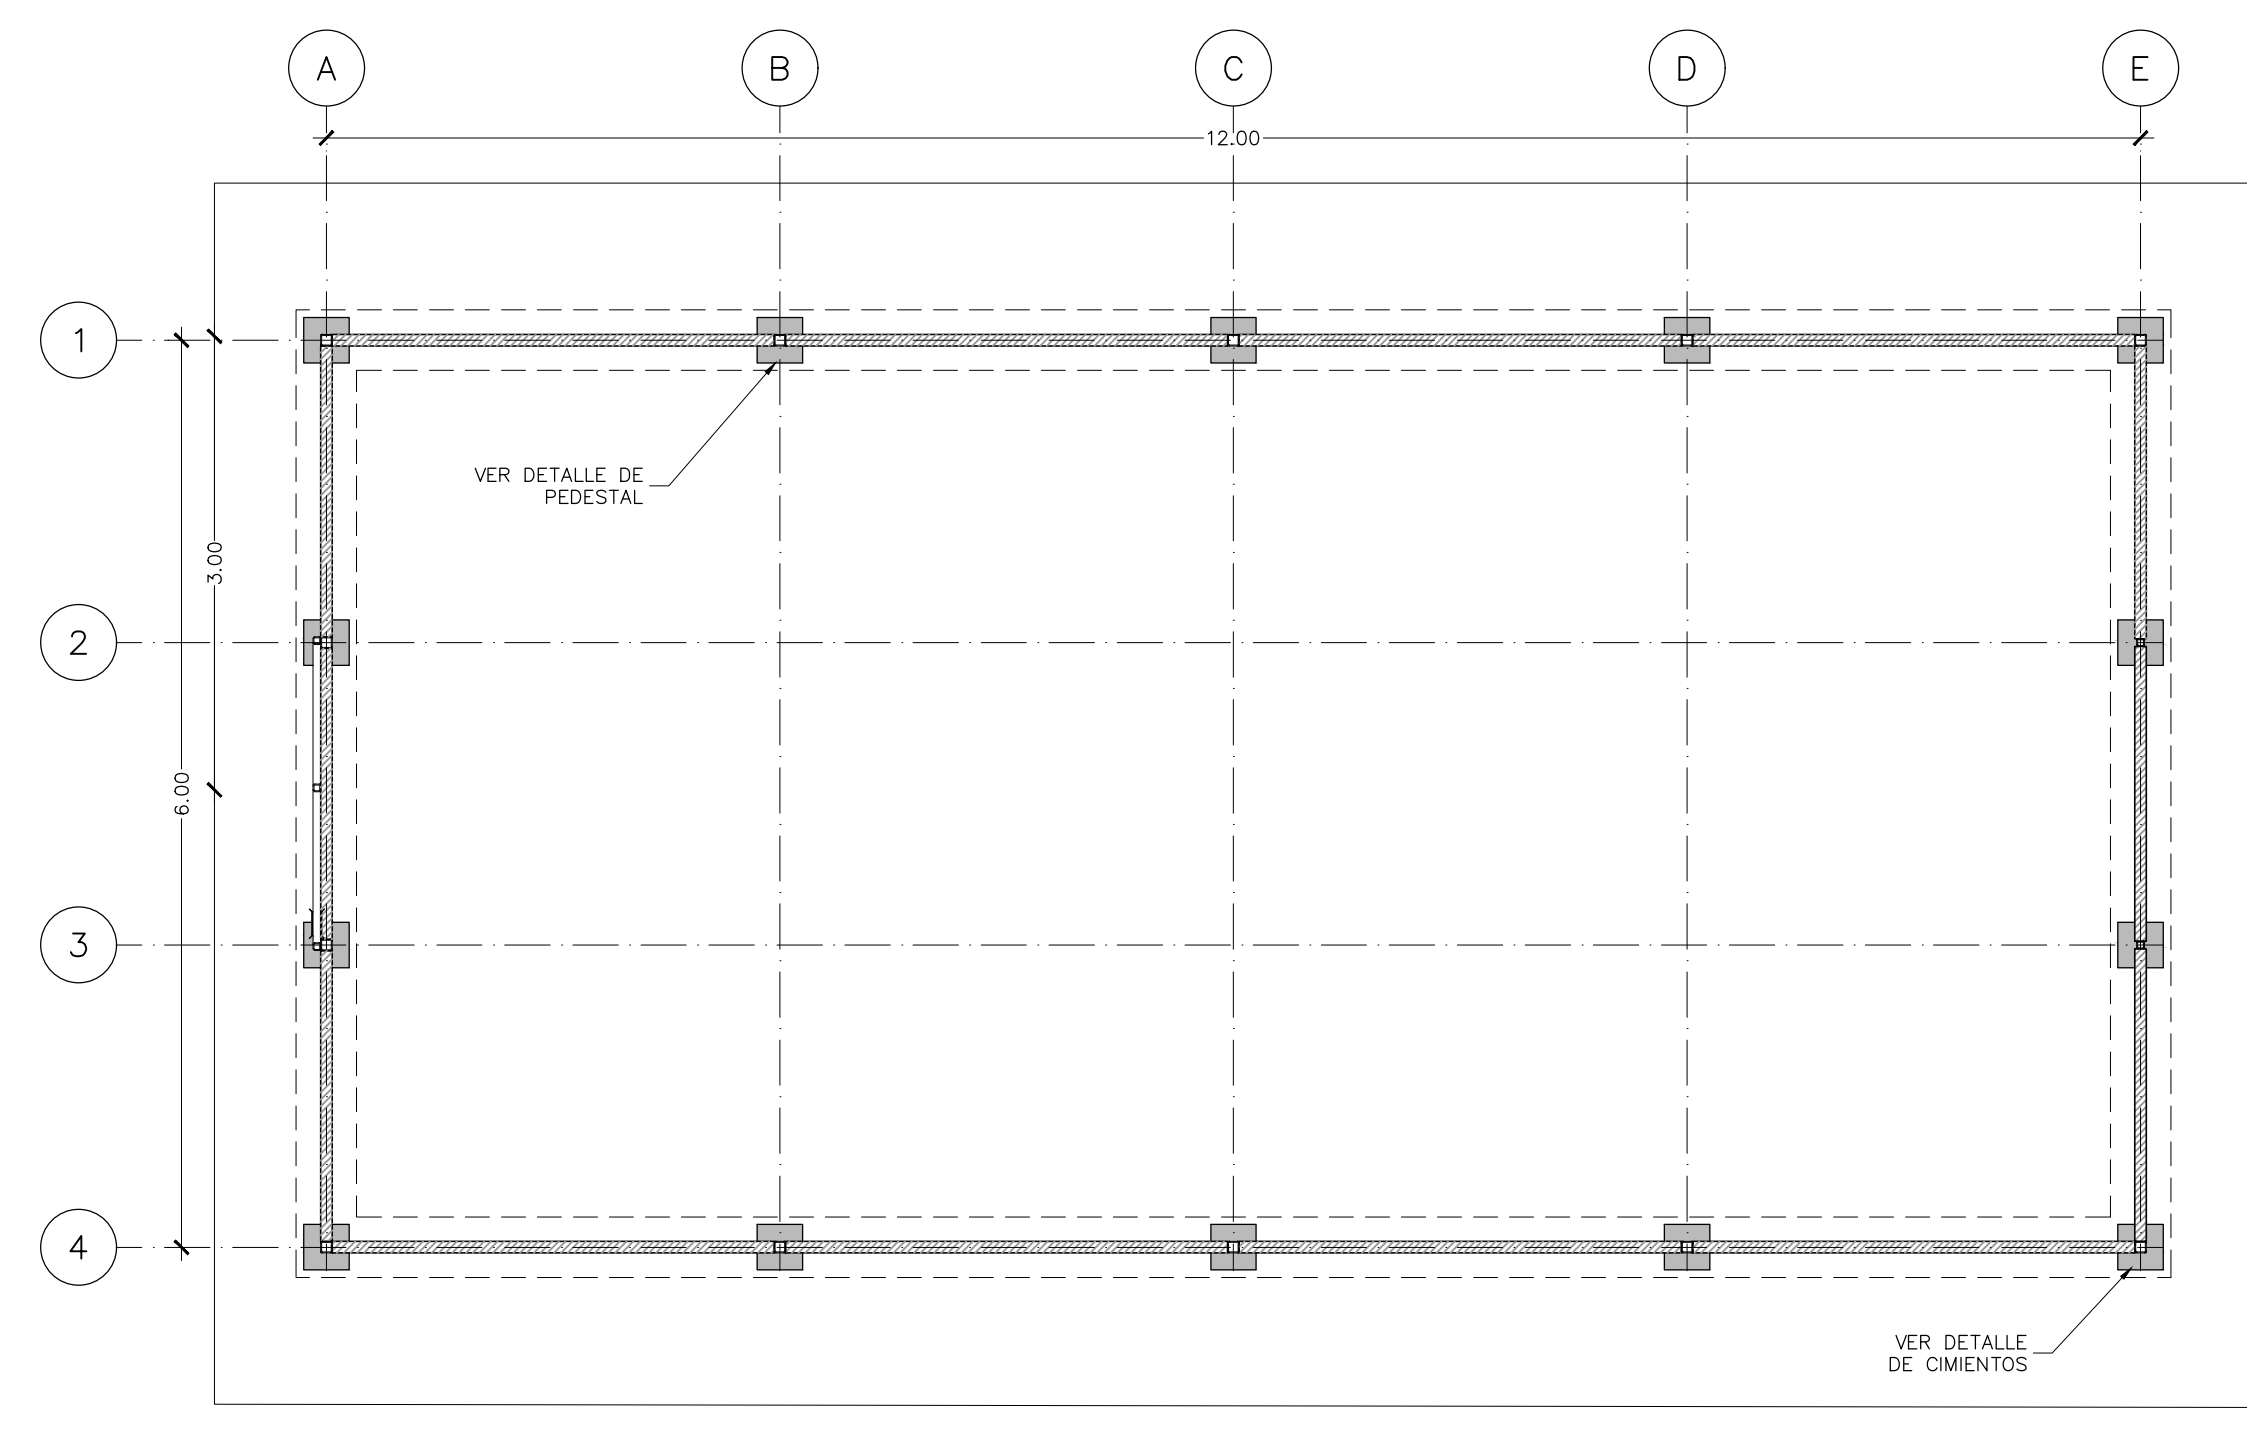 A
B
C
D
E
12.00
1
VER DETALLE DE
PEDESTAL
3.00
2
6.00
3
4
VER DETALLE
DE CIMIENTOS